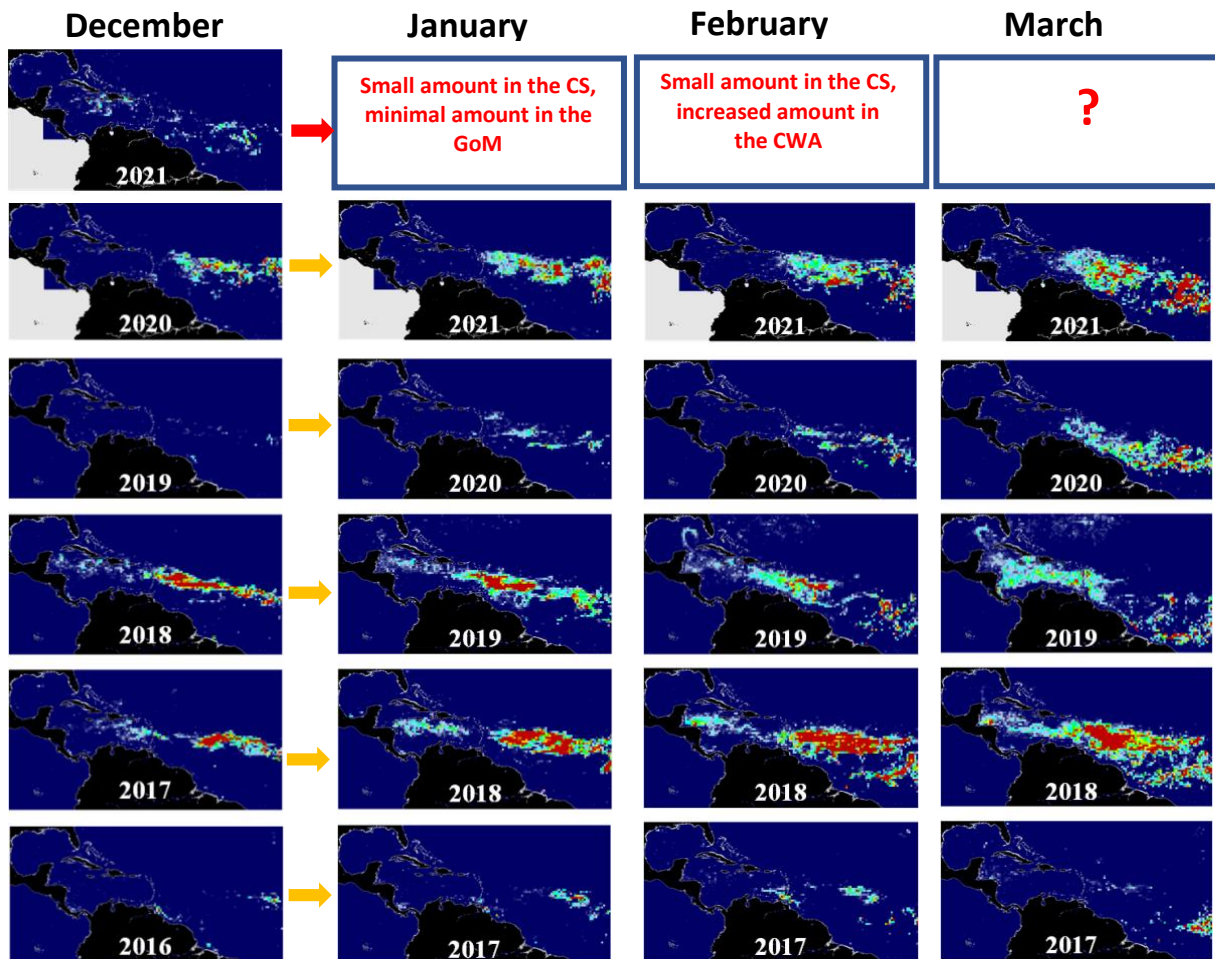 December
January
February
March
2021
Small amount in the CS,
minimal amount in the
GoM
Small amount in the CS,
increased amount in
the CWA
?
2020
2021
2021
2021
2019
2020
2020
2020
2018
2019
2019
2019
2017
2018
2018
2018
2016
2017
2017
2017